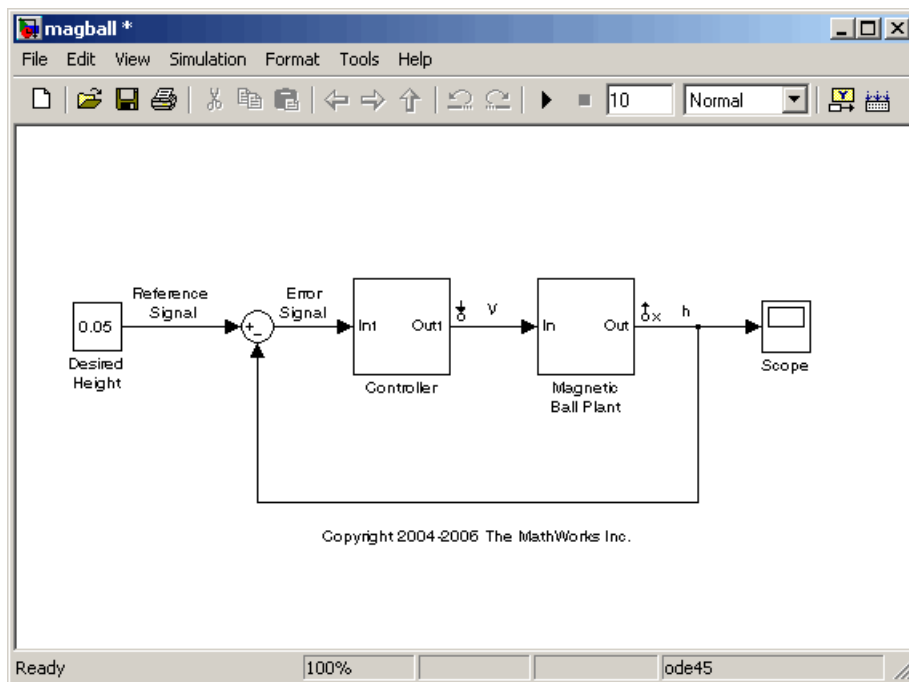 magball *
File Edit View Simulation Format Tools Help
10 Normal
Reference
Signal
Error
Signal
V
h
0.05
+
-
In1 Out1
In Out
x
Desired
Height
Controller
Magnetic
Ball Plant
Scope
Copyright 2004-2006 The MathWorks Inc.
Ready 100% ode45